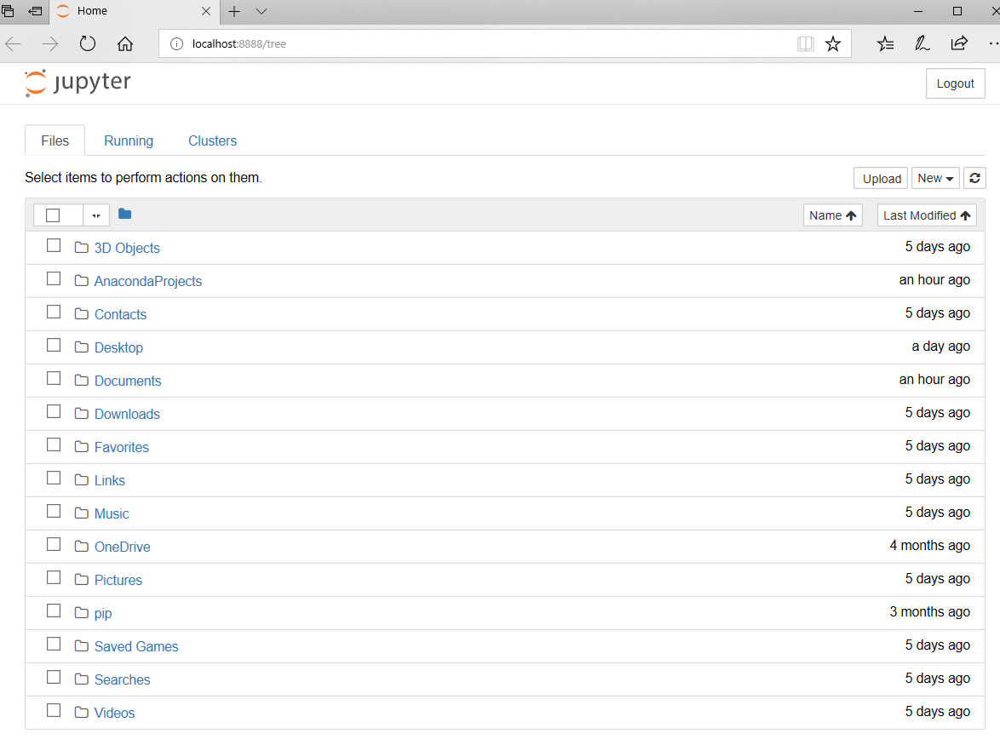 Home
localhost:8888/tree
jupyter
Logout
Files Running Clusters
Select items to perform actions on them.
Upload New
Name Last Modified
3D Objects 5 days ago
AnacondaProjects an hour ago
Contacts 5 days ago
Desktop a day ago
Documents an hour ago
Downloads 5 days ago
Favorites 5 days ago
Links 5 days ago
Music 5 days ago
OneDrive 4 months ago
Pictures 5 days ago
pip 3 months ago
Saved Games 5 days ago
Searches 5 days ago
Videos 5 days ago